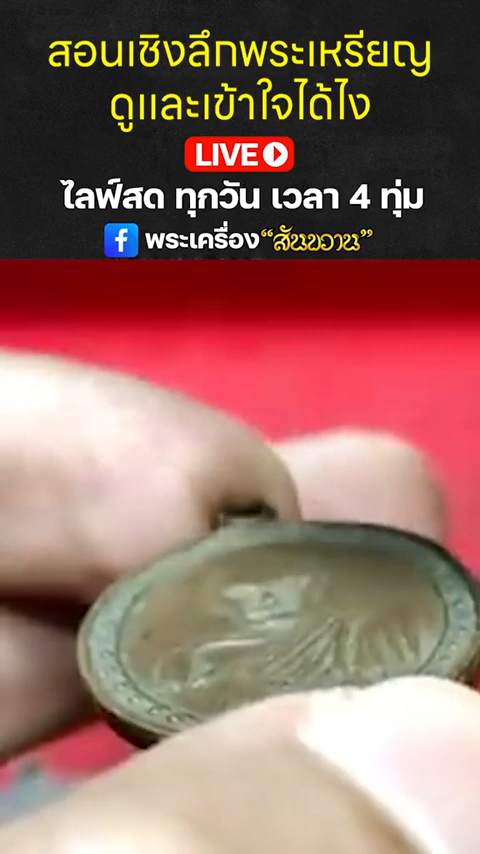 สอนเชิงลึกพระเหรียญ
ดูและเข้าใจได้ไง
LIVE
ไลฟ์สด ทุกวัน เวลา 4 ทุ่ม
f พระเครื่อง "สันขวาน"